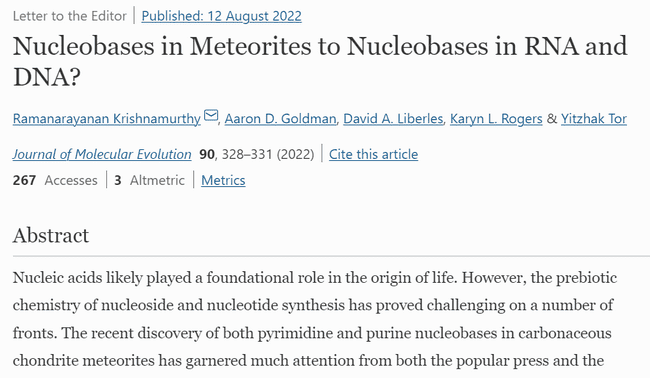 Letter to the Editor | Published: 12 August 2022
Nucleobases in Meteorites to Nucleobases in RNA and
DNA?
Ramanarayanan Krishnamurthy, Aaron D. Goldman, David A. Liberles, Karyn L. Rogers & Yitzhak Tor
Journal of Molecular Evolution 90, 328–331 (2022) | Cite this article
267 Accesses | 3 Altmetric | Metrics
Abstract
Nucleic acids likely played a foundational role in the origin of life. However, the prebiotic
chemistry of nucleoside and nucleotide synthesis has proved challenging on a number of
fronts. The recent discovery of both pyrimidine and purine nucleobases in carbonaceous
chondrite meteorites has garnered much attention from both the popular press and the